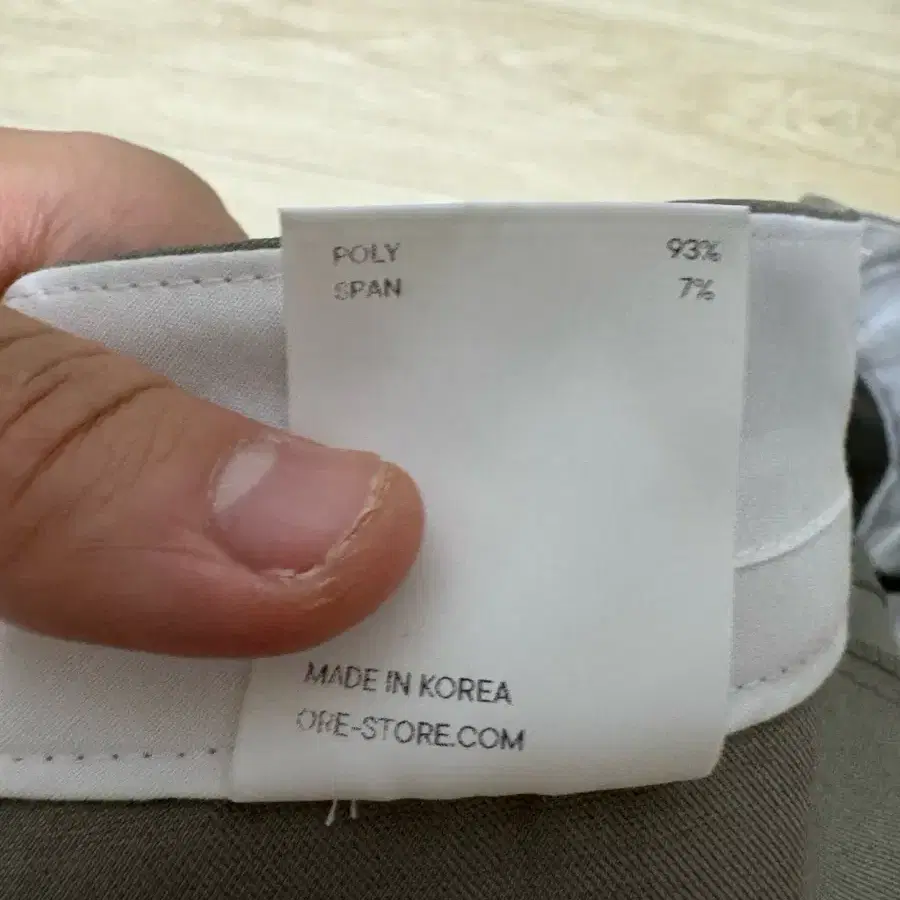 POLY 93%
SPAN 7%
MADE IN KOREA
ORE-STORE.COM